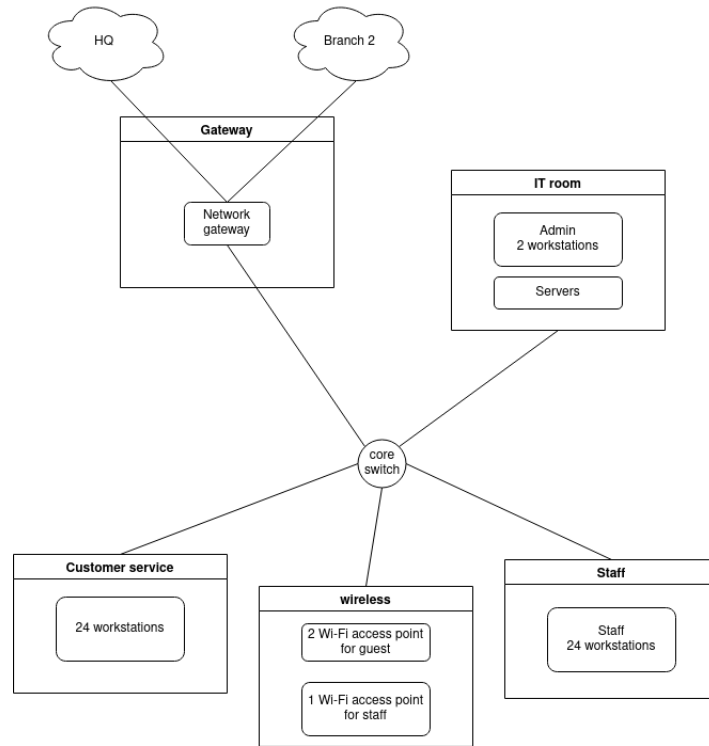 HQ
Branch 2
Gateway
Network
gateway
IT room
Admin
2 workstations
Servers
core
switch
Customer service
24 workstations
wireless
2 Wi-Fi access point
for guest
1 Wi-Fi access point
for staff
Staff
Staff
24 workstations